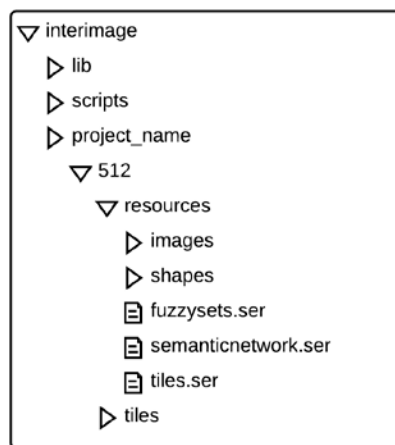 interimage
lib
scripts
project_name
512
resources
images
shapes
fuzzysets.ser
semanticnetwork.ser
tiles.ser
tiles